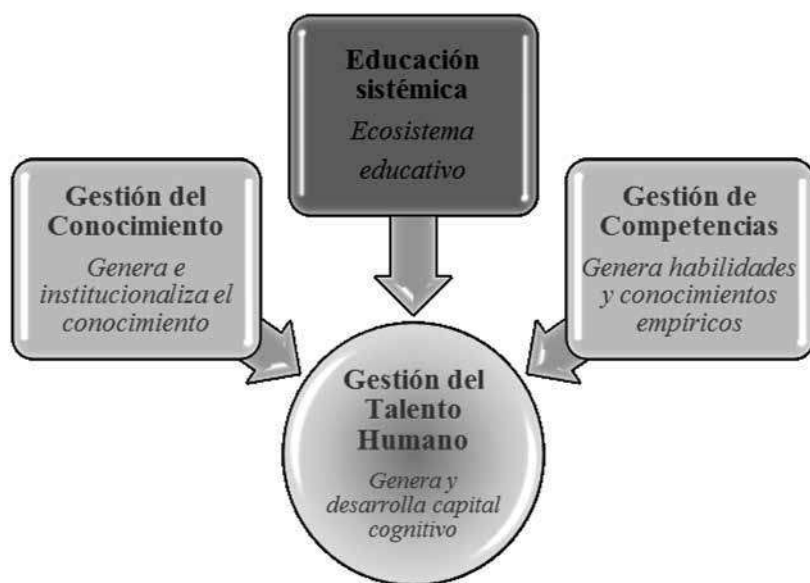 Educación
sistémica
Ecosistema
educativo
Gestión del
Conocimiento
Genera e
institucionaliza el
conocimiento
Gestión de
Competencias
Genera habilidades
y conocimientos
empíricos
Gestión del
Talento
Humano
Genera y
desarrolla capital
cognitivo